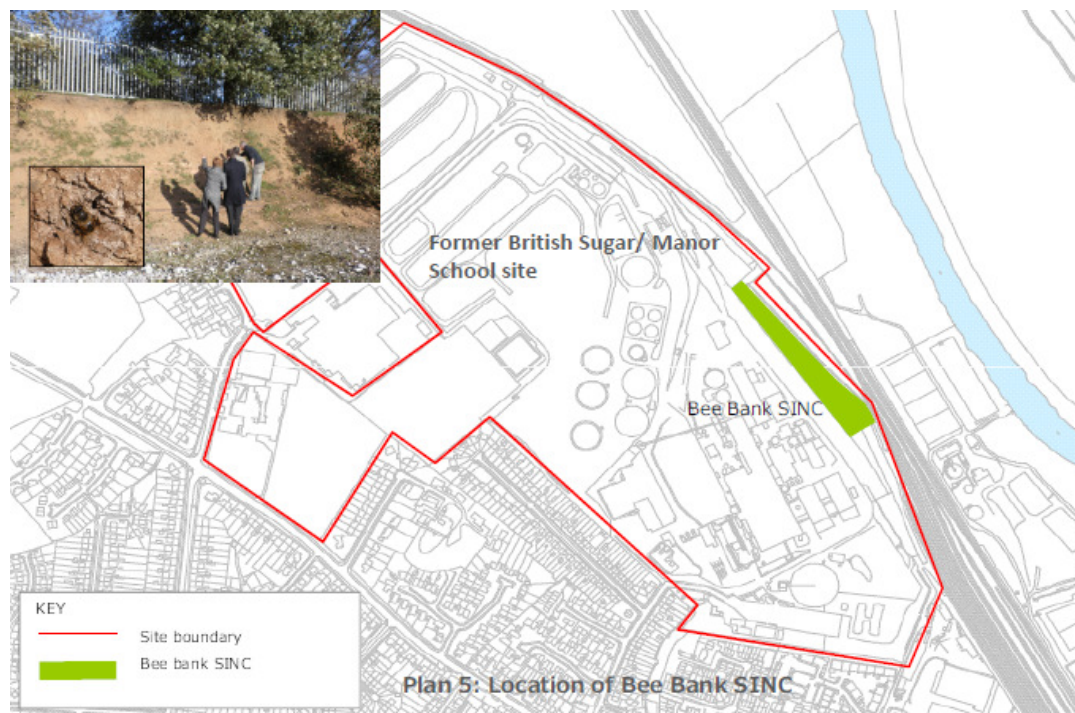 Former British Sugar/ Manor
School site
Bee Bank SINC
KEY
Site boundary
Bee bank SINC
Plan 5: Location of Bee Bank SINC